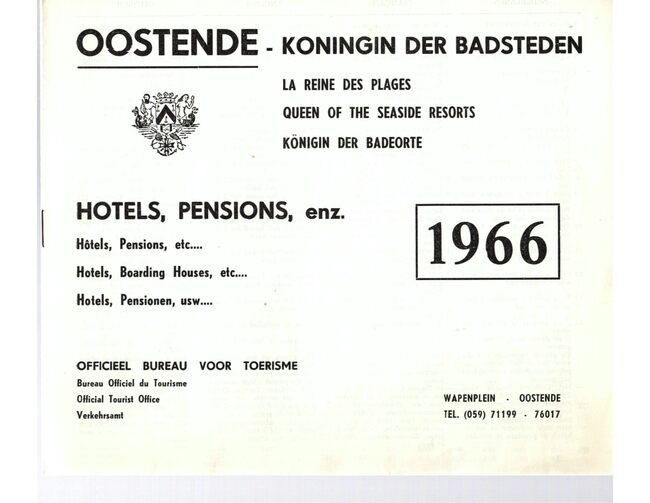 OOSTENDE - KONINGIN DER BADSTEDEN
LA REINE DES PLAGES
QUEEN OF THE SEASIDE RESORTS
KÖNIGIN DER BADEORTE
HOTELS, PENSIONS, enz.
Hôtels, Pensions, etc....
Hotels, Boarding Houses, etc....
Hotels, Pensionen, usw....
1966
OFFICIEEL BUREAU VOOR TOERISME
Bureau Officiel du Tourisme
Official Tourist Office
Verkehrsamt
WAPENPLEIN - OOSTENDE
TEL. (059) 71199 - 76017